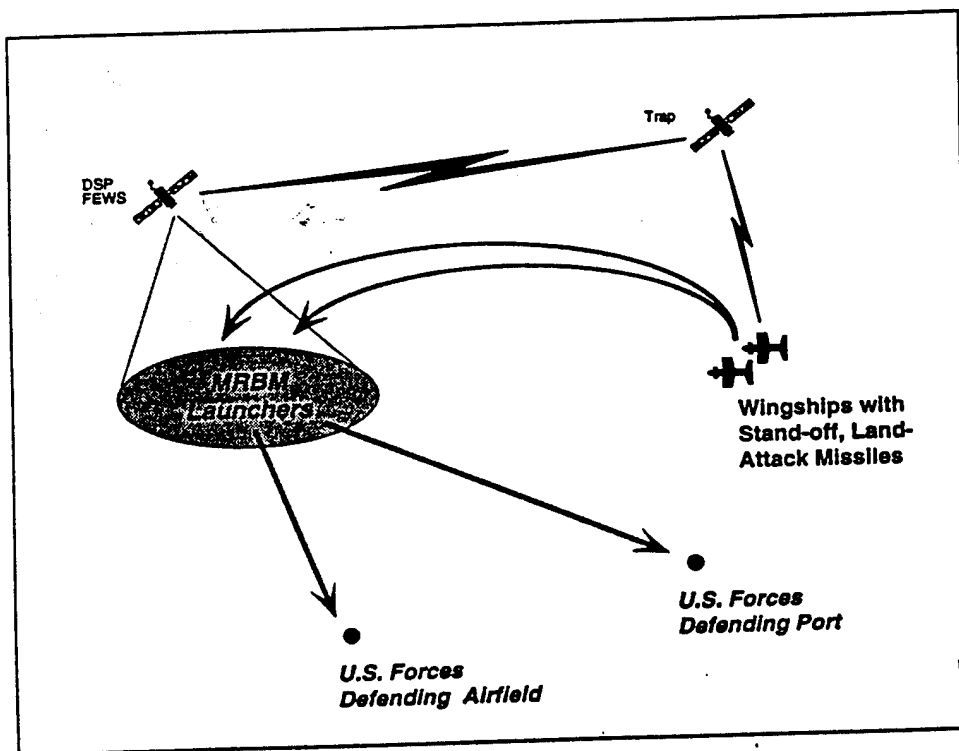 Trap
DSP
FEWS
MRBM
Launchers
Wingships with
Stand-off, Land-
Attack Missiles
U.S. Forces
Defending Port
U.S. Forces
Defending Airfield